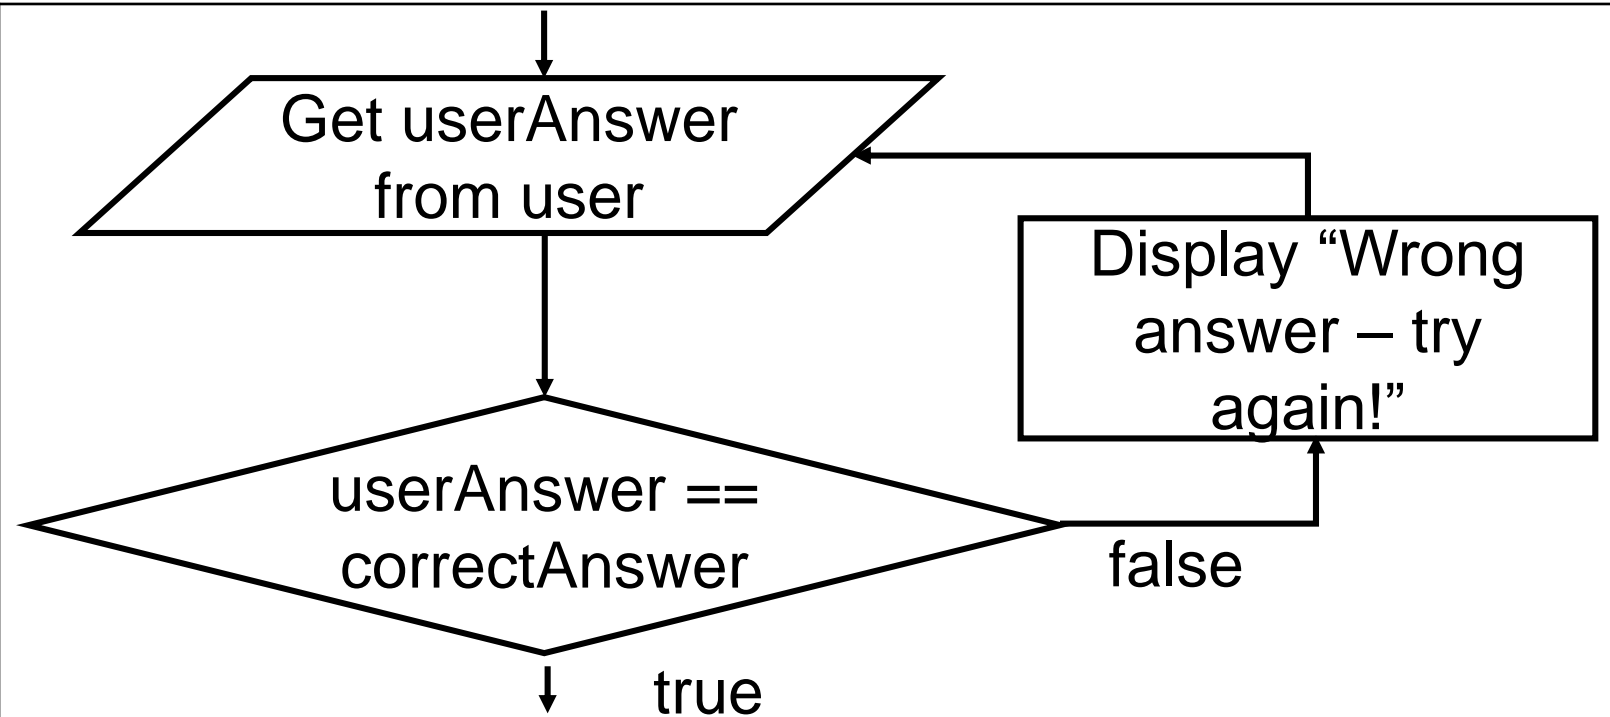 Get userAnswer
from user
Display “Wrong
answer – try
again!”
userAnswer ==
correctAnswer
false
true